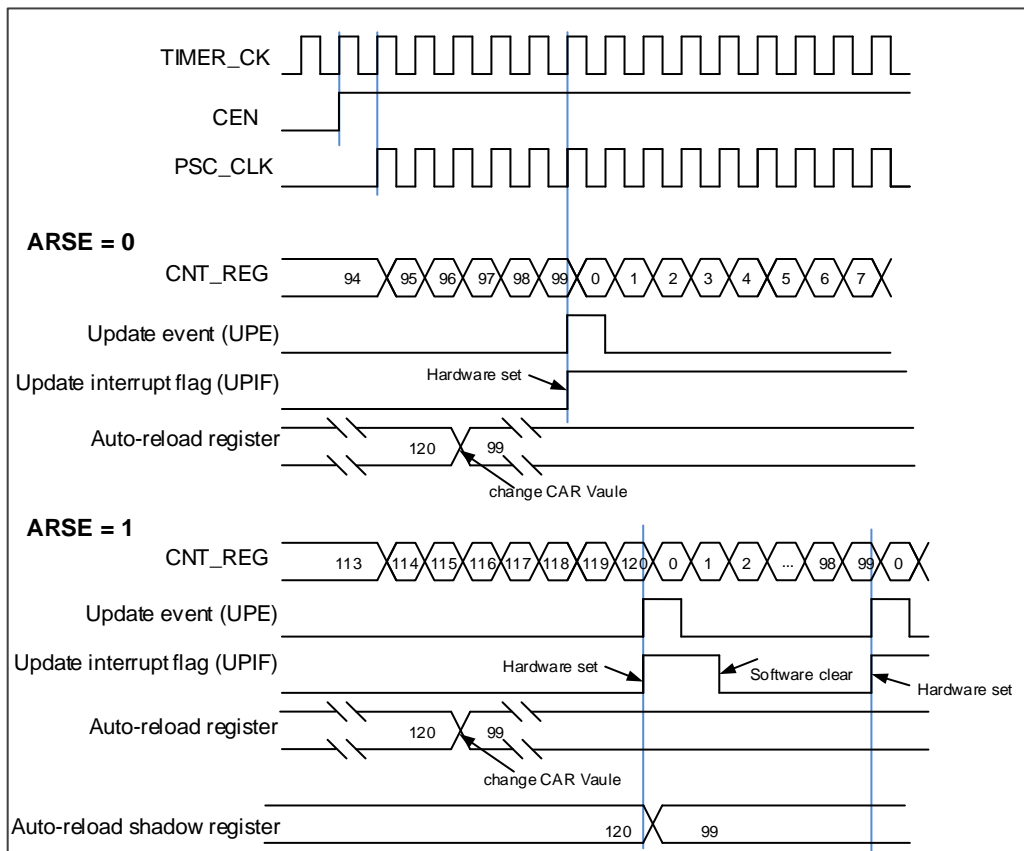 TIMER_CK
CEN
PSC_CLK
ARSE = 0
CNT_REG 94 95 96 97 98 99 0 1 2 3 4 5 6 7
Update event (UPE)
Update interrupt flag (UPIF) Hardware set
Auto-reload register 120 99
change CAR Vaule
ARSE = 1
CNT_REG 113 114 115 116 117 118 119 120 0 1 2 ... 98 99 0
Update event (UPE)
Update interrupt flag (UPIF) Hardware set Software clear Hardware set
Auto-reload register 120 99
change CAR Vaule
Auto-reload shadow register 120 99